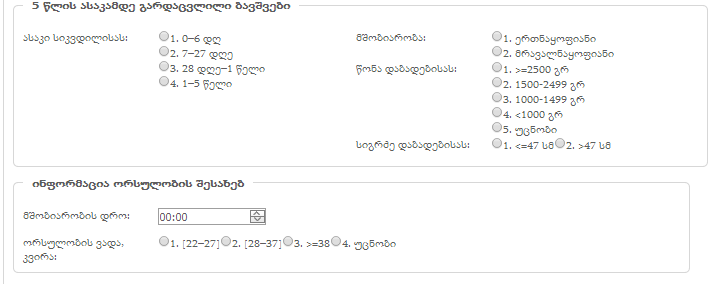 5 წლის ასაკამდე გარდაცვლილი ბავშვები
ასაკი სიკვდილისას:
1. 0–6 დღ
2. 7–27 დღე
3. 28 დღე–1 წელი
4. 1–5 წელი
მშობიარობა:
1. ერთნაყოფიანი
2. მრავალნაყოფიანი
წონა დაბადებისას:
1. >=2500 გრ
2. 1500-2499 გრ
3. 1000-1499 გრ
4. <1000 გრ
5. უცნობი
სიგრძე დაბადებისას:
1. <=47 სმ 2. >47 სმ
ინფორმაცია ორსულობის შესახებ
მშობიარობის დრო:
00:00
ორსულობის ვადა,
კვირა:
1. [22–27] 2. [28–37] 3. >=38 4. უცნობი